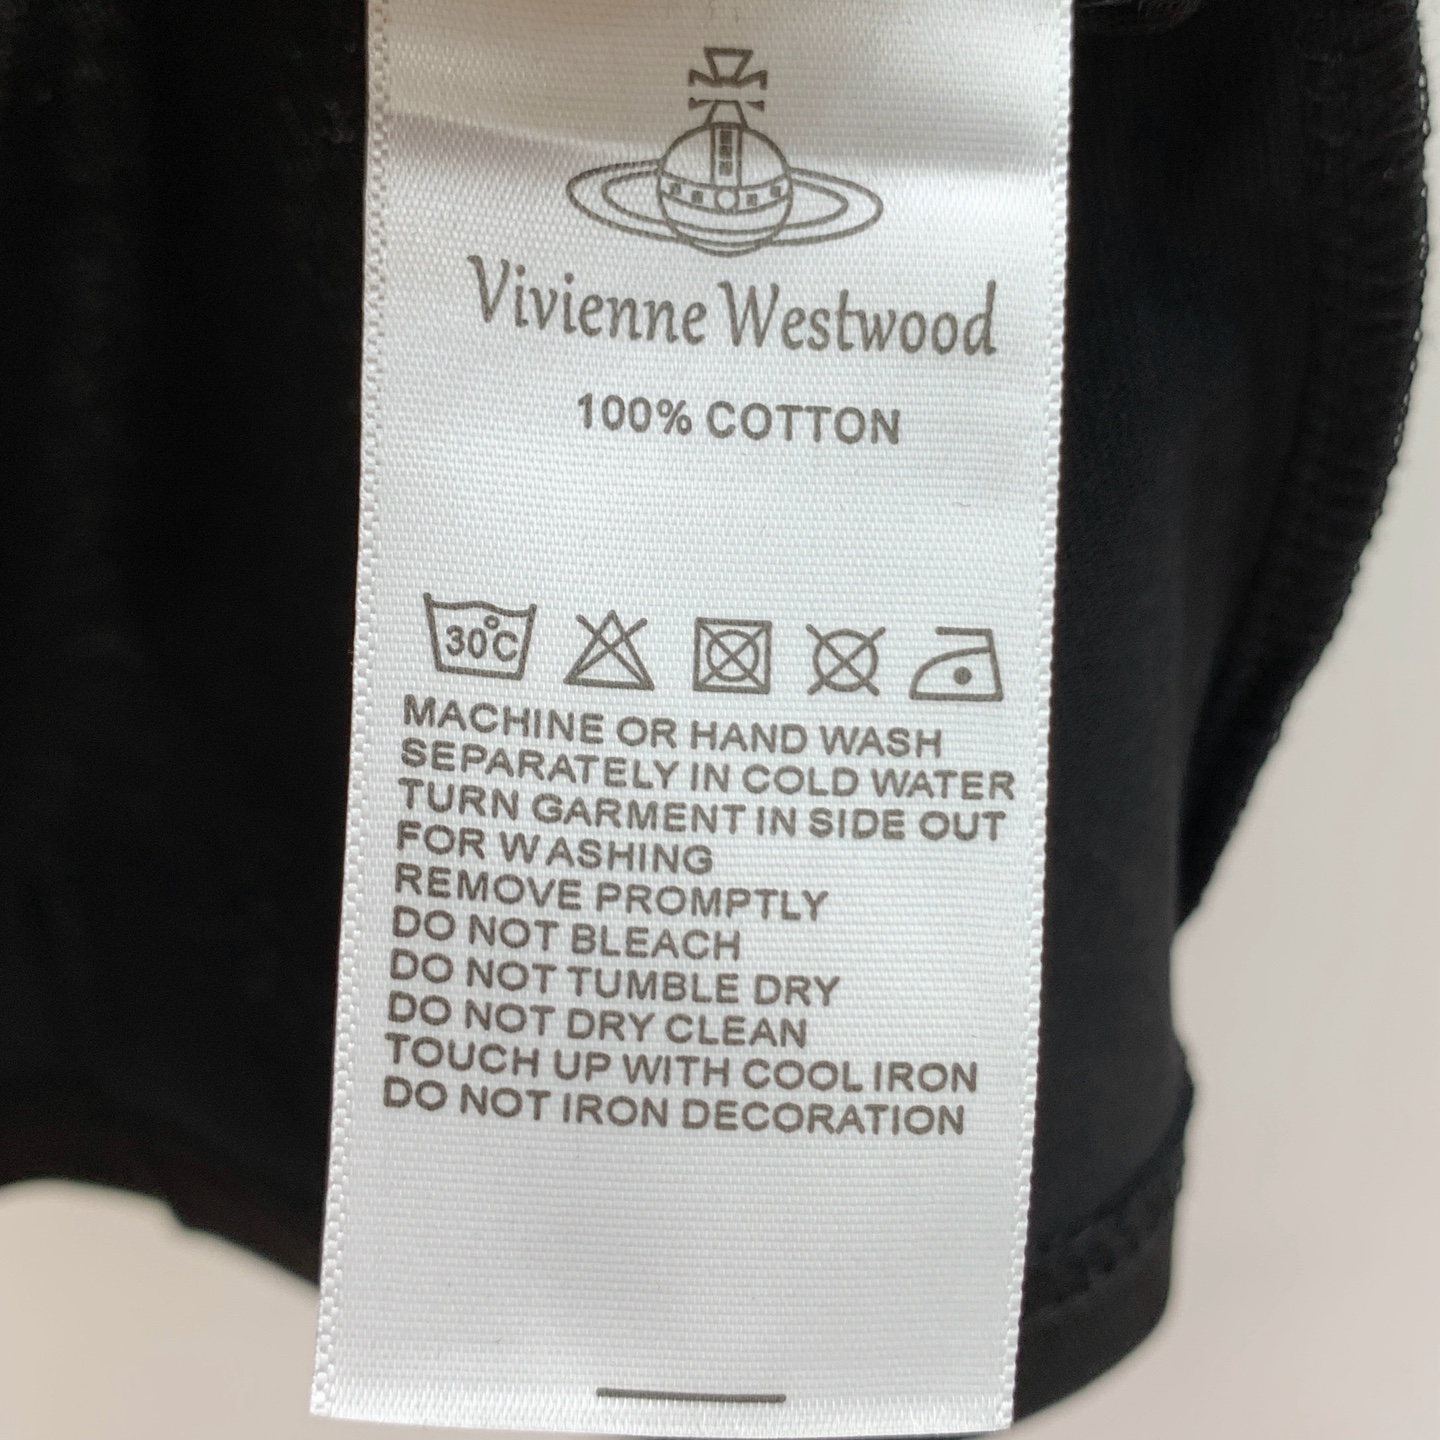 Vivienne Westwood
100% COTTON
30°C
MACHINE OR HAND WASH
SEPARATELY IN COLD WATER
TURN GARMENT IN SIDE OUT
FOR WASHING
REMOVE PROMPTLY
DO NOT BLEACH
DO NOT TUMBLE DRY
DO NOT DRY CLEAN
TOUCH UP WITH COOL IRON
DO NOT IRON DECORATION